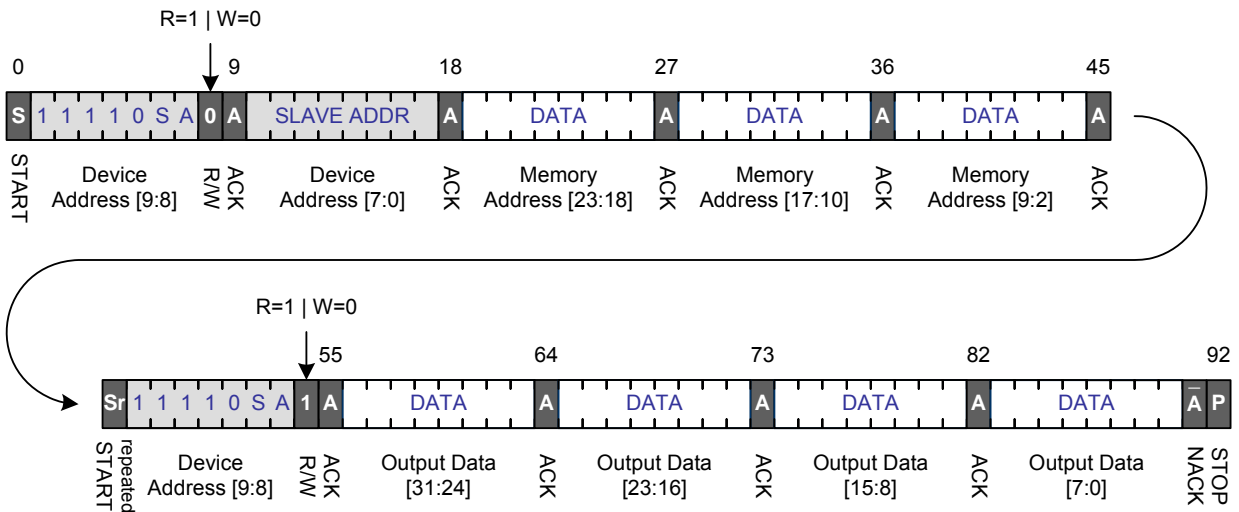 R=1 | W=0
0 9 18 27 36 45
S 1 1 1 1 0 S A 0 A SLAVE ADDR A DATA A DATA A DATA A
START Device Address [9:8] R/W ACK Device Address [7:0] ACK Memory Address [23:18] ACK Memory Address [17:10] ACK Memory Address [9:2] ACK
R=1 | W=0
55 64 73 82 92
Sr 1 1 1 1 0 S A 1 A DATA A DATA A DATA A DATA A̅ P
repeated START Device Address [9:8] R/W ACK Output Data [31:24] ACK Output Data [23:16] ACK Output Data [15:8] ACK Output Data [7:0] NACK STOP